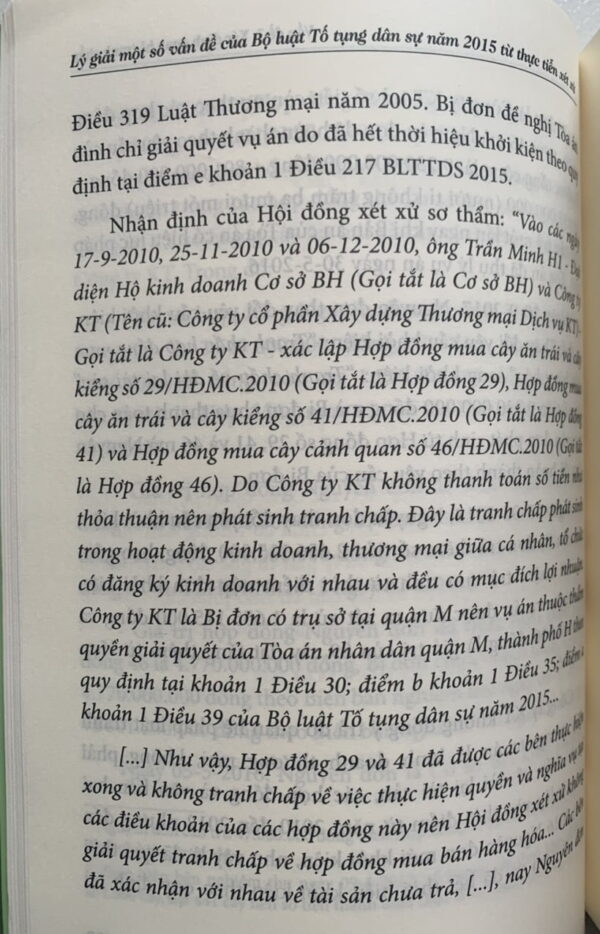 Lý giải một số vấn đề của Bộ luật Tố tụng dân sự năm 2015 từ thực tiễn xét xử
Điều 319 Luật Thương mại năm 2005. Bị đơn đề nghị Tòa án
đình chỉ giải quyết vụ án do đã hết thời hiệu khởi kiện theo quy
định tại điểm e khoản 1 Điều 217 BLTTDS 2015.
Nhận định của Hội đồng xét xử sơ thẩm: “Vào các ngày
17-9-2010, 25-11-2010 và 06-12-2010, ông Trần Minh H1 - Đại
diện Hộ kinh doanh Cơ sở BH (Gọi tắt là Cơ sở BH) và Công ty
KT (Tên cũ: Công ty cổ phần Xây dựng Thương mại Dịch vụ KT) -
Gọi tắt là Công ty KT - xác lập Hợp đồng mua cây ăn trái và cây
kiểng số 29/HĐMC.2010 (Gọi tắt là Hợp đồng 29), Hợp đồng mua
cây ăn trái và cây kiểng số 41/HĐMC.2010 (Gọi tắt là Hợp đồng
41) và Hợp đồng mua cây cảnh quan số 46/HĐMC.2010 (Gọi tắt
là Hợp đồng 46). Do Công ty KT không thanh toán số tiền như
thỏa thuận nên phát sinh tranh chấp. Đây là tranh chấp phát sinh
trong hoạt động kinh doanh, thương mại giữa cá nhân, tổ chức
có đăng ký kinh doanh với nhau và đều có mục đích lợi nhuận.
Công ty KT là Bị đơn có trụ sở tại quận M nên vụ án thuộc thẩm
quyền giải quyết của Tòa án nhân dân quận M, thành phố H theo
quy định tại khoản 1 Điều 30; điểm b khoản 1 Điều 35; điểm a
khoản 1 Điều 39 của Bộ luật Tố tụng dân sự năm 2015...
[...] Như vậy, Hợp đồng 29 và 41 đã được các bên thực hiện
xong và không tranh chấp về việc thực hiện quyền và nghĩa vụ
các điều khoản của các hợp đồng này nên Hội đồng xét xử không
giải quyết tranh chấp về hợp đồng mua bán hàng hóa... Các bên
đã xác nhận với nhau về tài sản chưa trả, [...], nay Nguyên đơn